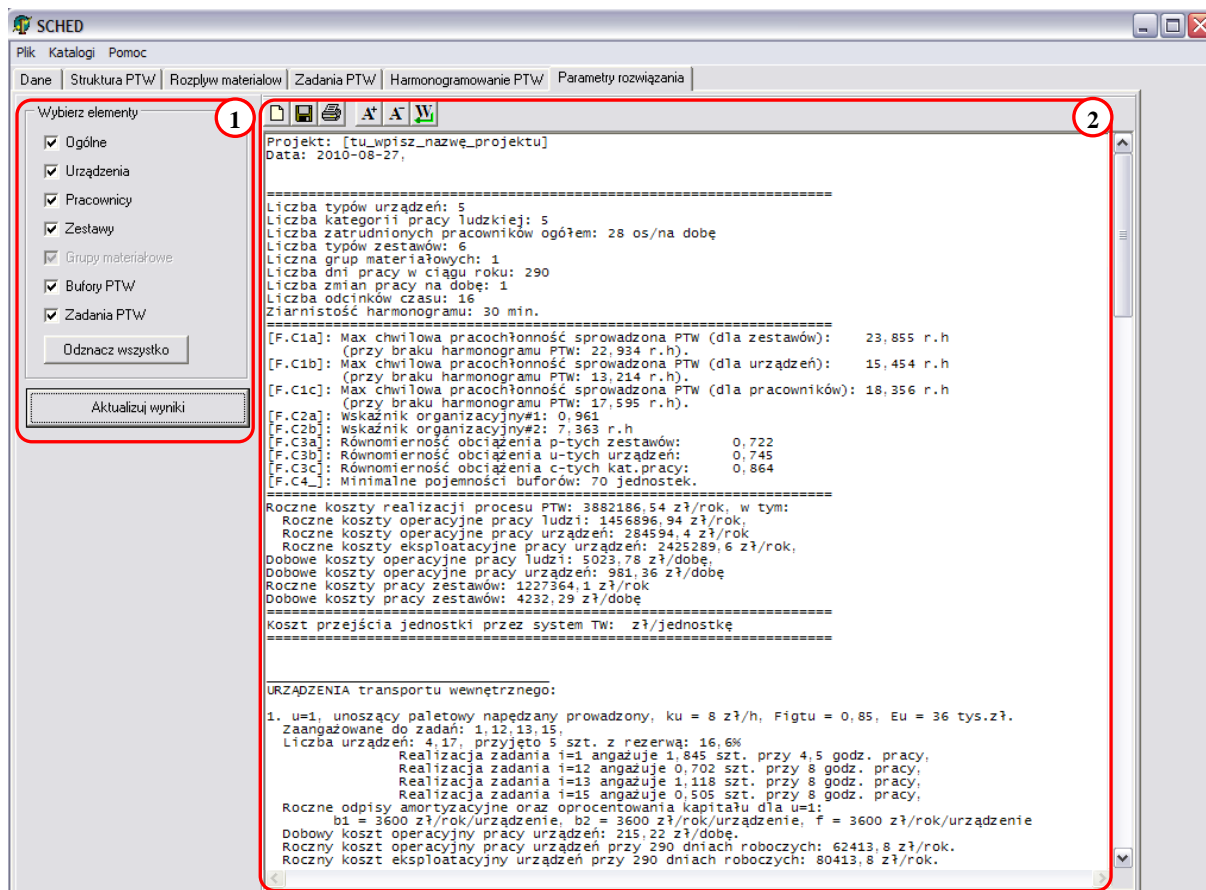 SCHED
Plik Katalogi Pomoc
Dane Struktura PTW Rozpływ materialow Zadania PTW Harmonogramowanie PTW Parametry rozwiązania
Wybierz elementy
1
Ogólne
Urządzenia
Pracownicy
Zestawy
Grupy materiałowe
Bufory PTW
Zadania PTW
Odznacz wszystko
Aktualizuj wyniki
A+ A- W
2
Projekt: [tu_wpisz_nazwę_projektu]
Data: 2010-08-27,
==========================================================
Liczba typów urządzeń: 5
Liczba kategorii pracy ludzkiej: 5
Liczba zatrudnionych pracowników ogółem: 28 os/na dobę
Liczba typów zestawów: 6
Liczna grup materiałowych: 1
Liczba dni pracy w ciągu roku: 290
Liczba zmian pracy na dobę: 1
Liczba odcinków czasu: 16
Ziarnistość harmonogramu: 30 min.
==========================================================
[F.C1a]: Max chwilowa pracochłonność sprowadzona PTW (dla zestawów): 23,855 r.h
(przy braku harmonogramu PTW: 22,934 r.h).
[F.C1b]: Max chwilowa pracochłonność sprowadzona PTW (dla urządzeń): 15,454 r.h
(przy braku harmonogramu PTW: 13,214 r.h).
[F.C1c]: Max chwilowa pracochłonność sprowadzona PTW (dla pracowników): 18,356 r.h
(przy braku harmonogramu PTW: 17,595 r.h).
[F.C2a]: Wskaźnik organizacyjny#1: 0,961
[F.C2b]: Wskaźnik organizacyjny#2: 7,363 r.h
[F.C3a]: Równomierność obciążenia p-tych zestawów: 0,722
[F.C3b]: Równomierność obciążenia u-tych urządzeń: 0,745
[F.C3c]: Równomierność obciążenia c-tych kat.pracy: 0,864
[F.C4_]: Minimalne pojemności buforów: 70 jednostek.
==========================================================
Roczne koszty realizacji procesu PTW: 3882186,54 zł/rok, w tym:
Roczne koszty operacyjne pracy ludzi: 1456896,94 zł/rok,
Roczne koszty operacyjne pracy urządzeń: 284594,4 zł/rok
Roczne koszty eksploatacyjne pracy urządzeń: 2425289,6 zł/rok,
Dobowe koszty operacyjne pracy ludzi: 5023,78 zł/dobę,
Dobowe koszty operacyjne pracy urządzeń: 981,36 zł/dobę
Roczne koszty pracy zestawów: 1227364,1 zł/rok
Dobowe koszty pracy zestawów: 4232,29 zł/dobę
==========================================================
Koszt przejścia jednostki przez system TW: zł/jednostkę
==========================================================
URZĄDZENIA transportu wewnętrznego:
1. u=1, unoszący paletowy napędzany prowadzony, ku = 8 zł/h, Figtu = 0,85, Eu = 36 tys.zł.
Zaangażowane do zadań: 1,12,13,15,
Liczba urządzeń: 4,17, przyjęto 5 szt. z rezerwą: 16,6%
Realizacja zadania i=1 angażuje 1,845 szt. przy 4,5 godz. pracy,
Realizacja zadania i=12 angażuje 0,702 szt. przy 8 godz. pracy,
Realizacja zadania i=13 angażuje 1,118 szt. przy 8 godz. pracy,
Realizacja zadania i=15 angażuje 0,505 szt. przy 8 godz. pracy,
Roczne odpisy amortyzacyjne oraz oprocentowania kapitału dla u=1:
b1 = 3600 zł/rok/urządzenie, b2 = 3600 zł/rok/urządzenie, f = 3600 zł/rok/urządzenie
Dobowy koszt operacyjny pracy urządzeń: 215,22 zł/dobę.
Roczny koszt operacyjny pracy urządzeń przy 290 dniach roboczych: 62413,8 zł/rok.
Roczny koszt eksploatacyjny urządzeń przy 290 dniach roboczych: 80413,8 zł/rok.